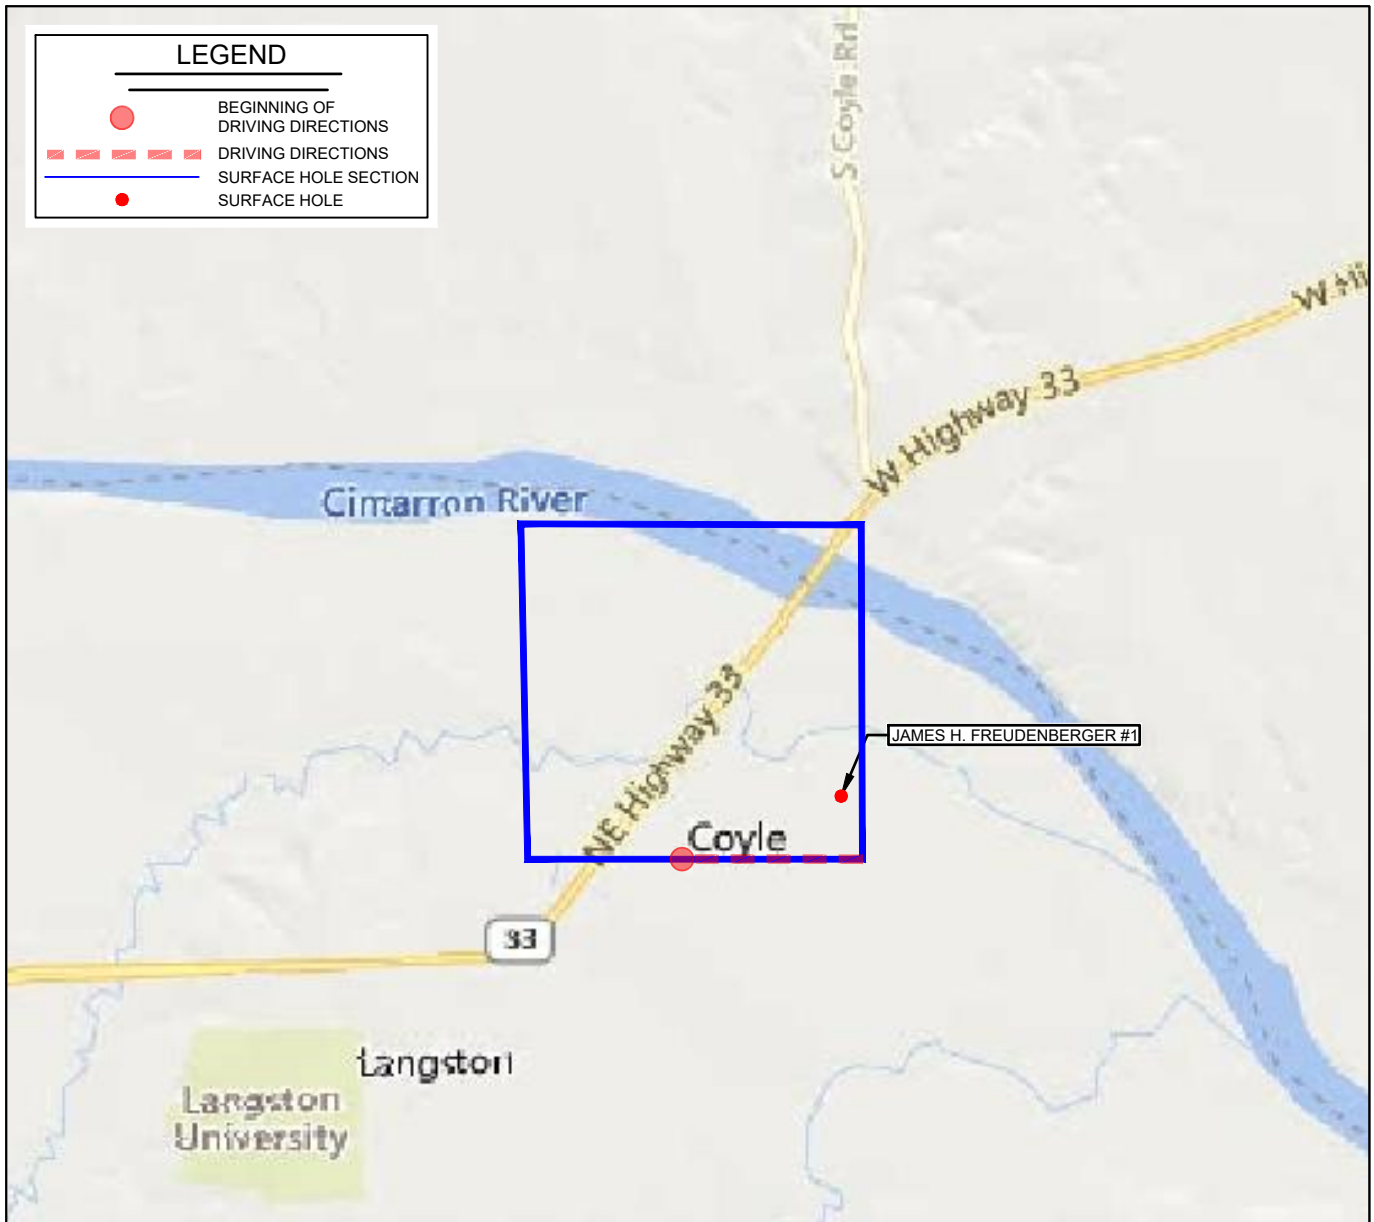 LEGEND
BEGINNING OF
DRIVING DIRECTIONS
DRIVING DIRECTIONS
SURFACE HOLE SECTION
SURFACE HOLE
S Coyle Rd
W Hi
W Highway 33
Cimarron River
NE Highway 33
JAMES H. FREUDENBERGER #1
Coyle
33
Langston
Langston
University